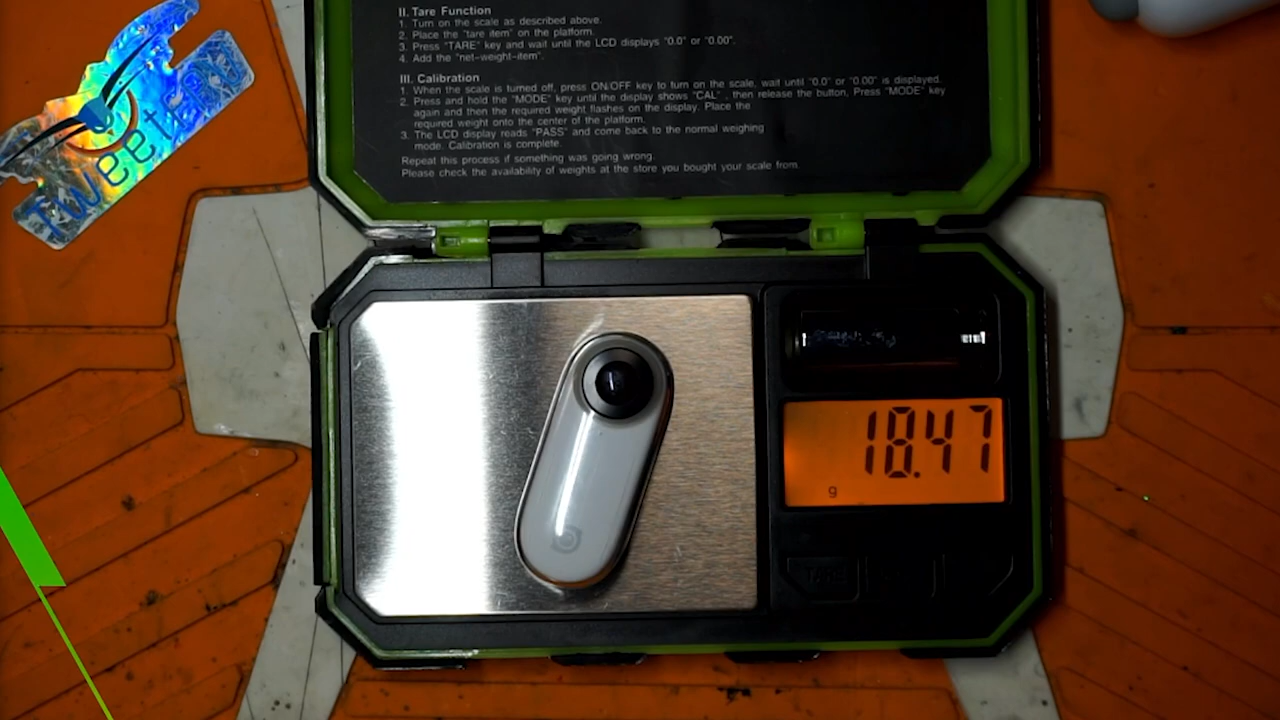 II. Tare Function
1. Turn on the scale as described above.
2. Place the "tare item" on the platform.
3. Press "TARE" key and wait until the LCD displays "0.0" or "0.00".
4. Add the "net-weight-item".
III. Calibration
1. When the scale is turned off, press ON/OFF key to turn on the scale, wait until "0.0" or "0.00" is displayed.
2. Press and hold the "MODE" key until the display shows "CAL" , then release the button, Press "MODE" key
again and then the required weight flashes on the display. Place the
required weight onto the center of the platform.
3. The LCD display reads "PASS" and come back to the normal weighing
mode. Calibration is complete.
Repeat this process if something was going wrong.
Please check the availability of weights at the store you bought your scale from.
TweetFPV
18.47
g
TARE